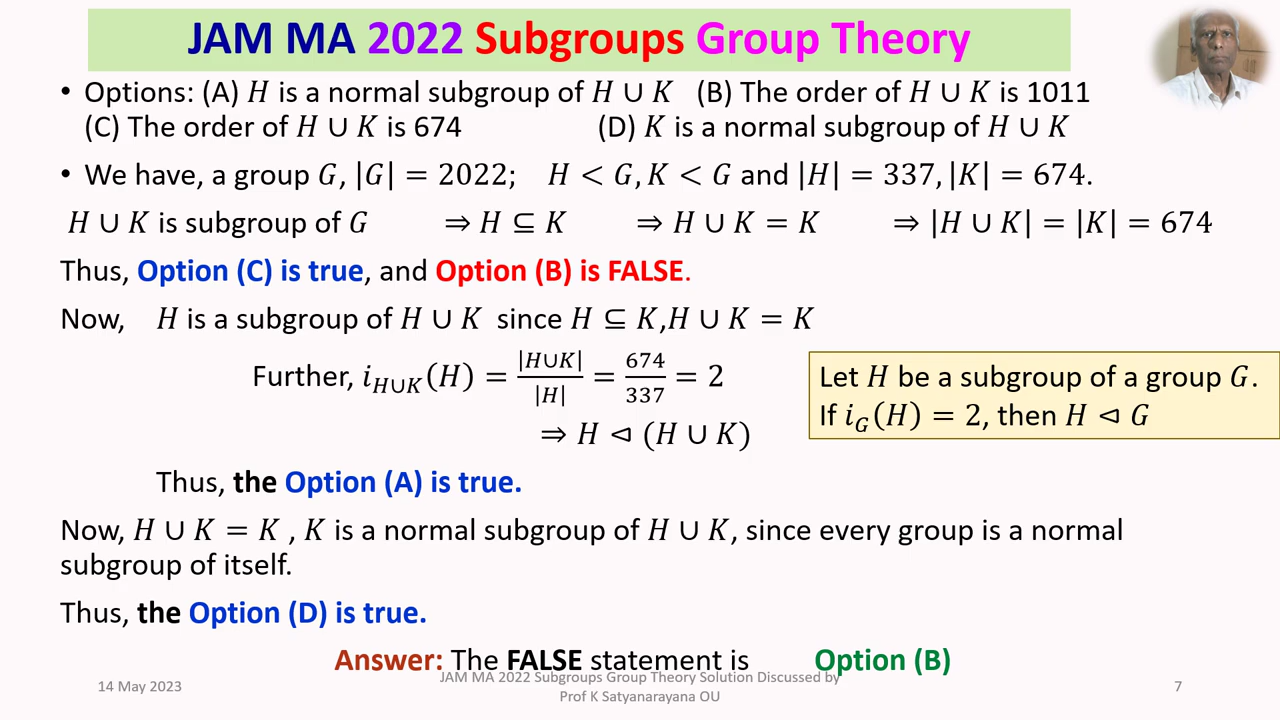 JAM MA 2022 Subgroups Group Theory
• Options: (A) H is a normal subgroup of H ∪ K (B) The order of H ∪ K is 1011
(C) The order of H ∪ K is 674 (D) K is a normal subgroup of H ∪ K
• We have, a group G, |G| = 2022; H < G, K < G and |H| = 337, |K| = 674.
H ∪ K is subgroup of G ⇒ H ⊆ K ⇒ H ∪ K = K ⇒ |H ∪ K| = |K| = 674
Thus, Option (C) is true, and Option (B) is FALSE.
Now, H is a subgroup of H ∪ K since H ⊆ K,H ∪ K = K
Further, i_{H∪K}(H) = |H∪K|/|H| = 674/337 = 2
⇒ H ⊲ (H ∪ K)
Let H be a subgroup of a group G.
If i_G(H) = 2, then H ⊲ G
Thus, the Option (A) is true.
Now, H ∪ K = K , K is a normal subgroup of H ∪ K, since every group is a normal
subgroup of itself.
Thus, the Option (D) is true.
Answer: The FALSE statement is Option (B)
14 May 2023
JAM MA 2022 Subgroups Group Theory Solution Discussed by
Prof K Satyanarayana OU
7